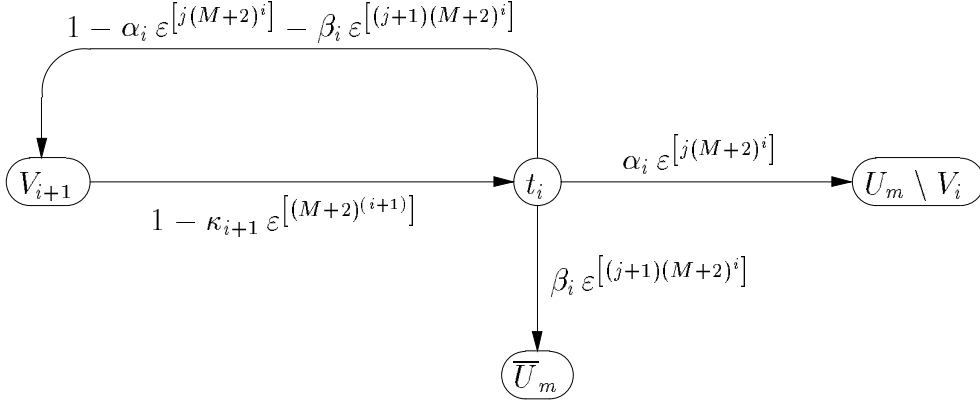 1 − α_i ε^[j(M+2)^i] − β_i ε^[(j+1)(M+2)^i]
α_i ε^[j(M+2)^i]
V_{i+1}
t_i
U_m \ V_i
1 − κ_{i+1} ε^[(M+2)^(i+1)]
β_i ε^[(j+1)(M+2)^i]
U̅_m